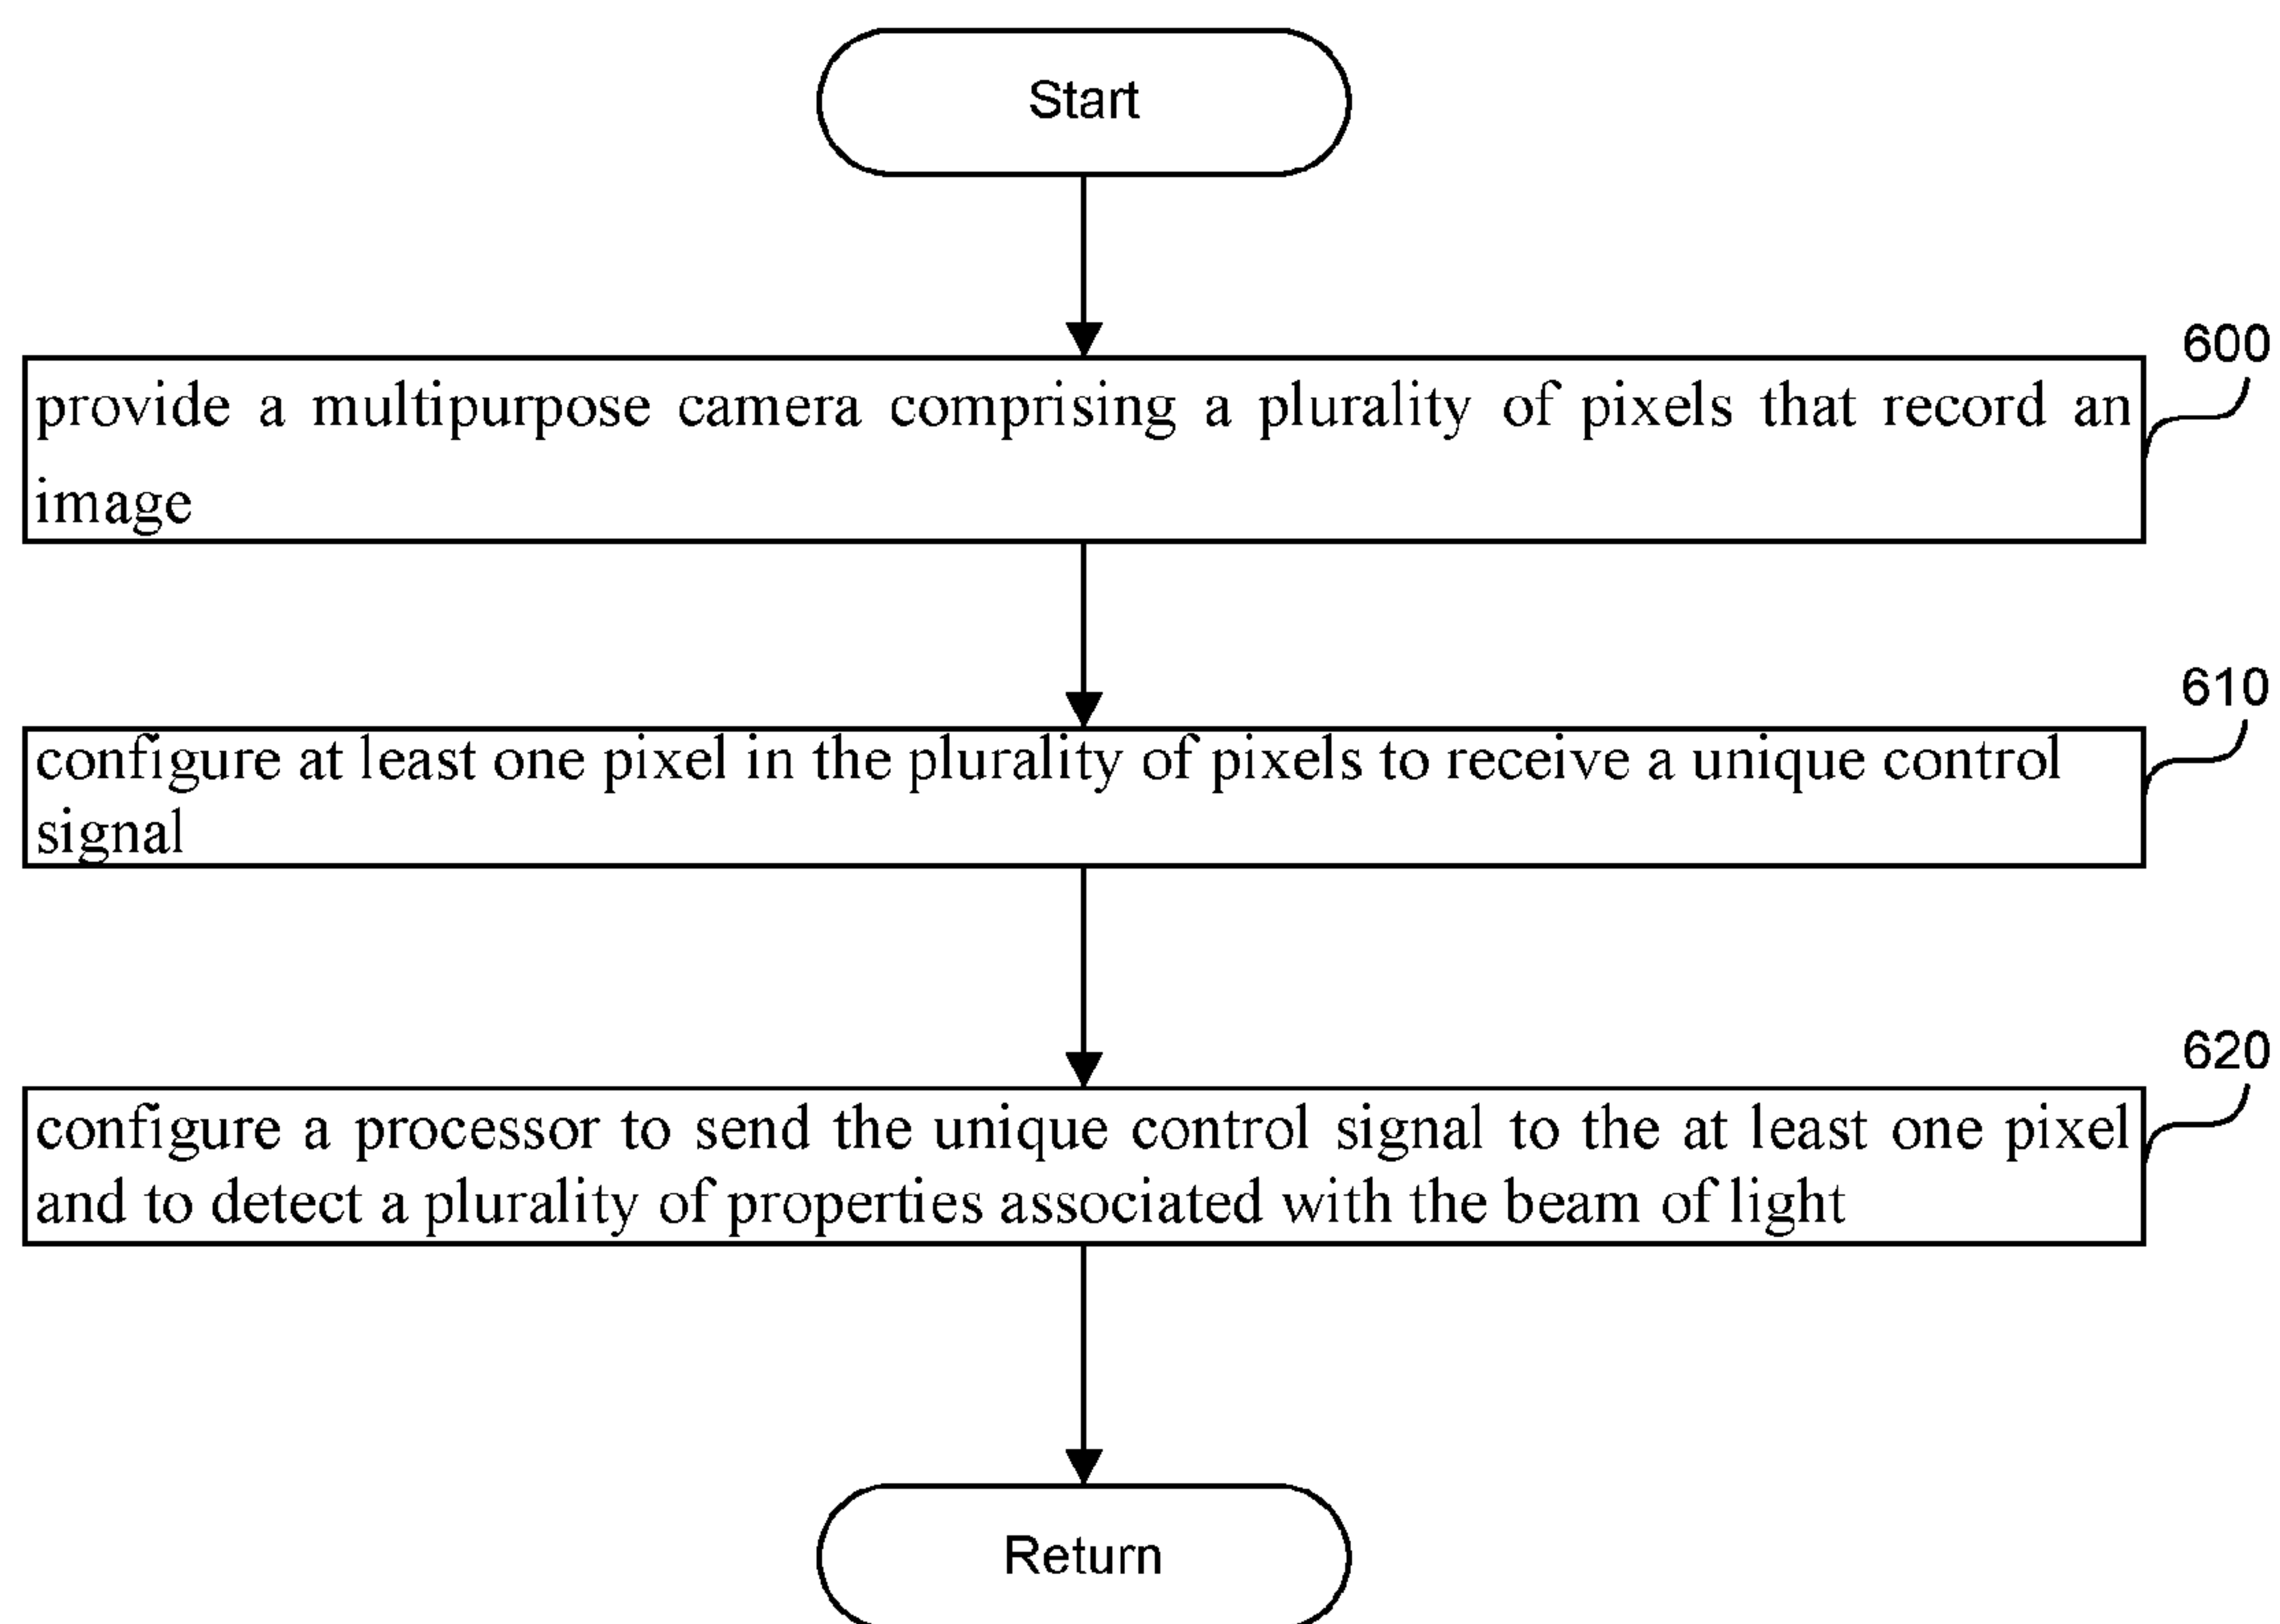 Start
600
provide a multipurpose camera comprising a plurality of pixels that record an
image
610
configure at least one pixel in the plurality of pixels to receive a unique control
signal
620
configure a processor to send the unique control signal to the at least one pixel
and to detect a plurality of properties associated with the beam of light
Return